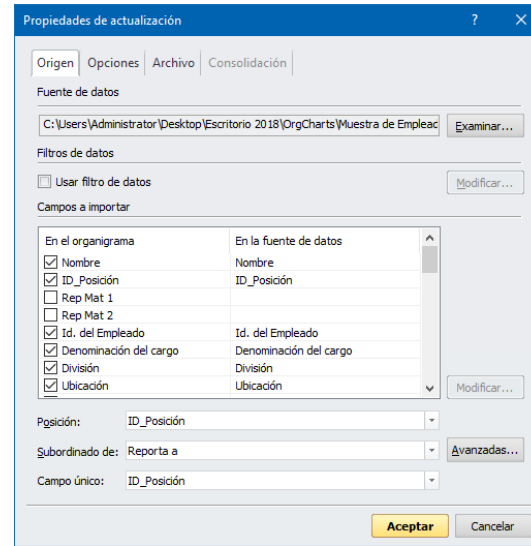 Propiedades de actualización
Origen Opciones Archivo Consolidación
Fuente de datos
C:\Users\Administrator\Desktop\Escritorio 2018\OrgCharts\Muestra de Empleac Examinar...
Filtros de datos
Usar filtro de datos Modificar...
Campos a importar
En el organigrama En la fuente de datos
Nombre Nombre
ID_Posición ID_Posición
Rep Mat 1
Rep Mat 2
Id. del Empleado Id. del Empleado
Denominación del cargo Denominación del cargo
División División
Ubicación Ubicación
Modificar...
Posición: ID_Posición
Subordinado de: Reporta a Avanzadas...
Campo único: ID_Posición
Aceptar Cancelar